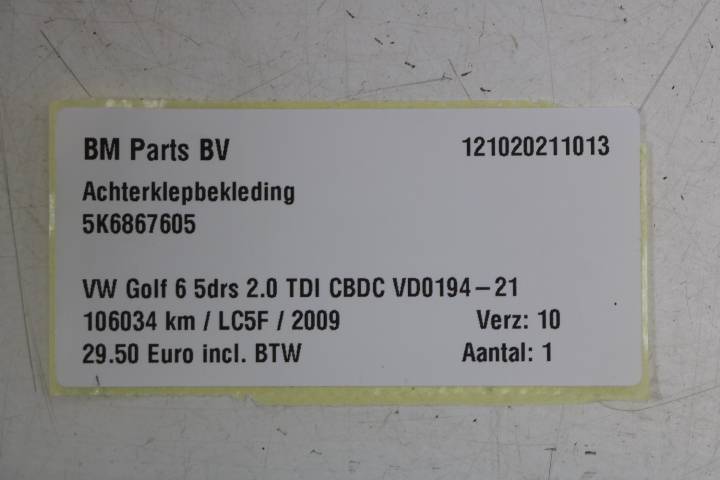 BM Parts BV 121020211013
Achterklepbekleding
5K6867605
VW Golf 6 5drs 2.0 TDI CBDC VD0194-21
106034 km / LC5F / 2009 Verz: 10
29.50 Euro incl. BTW Aantal: 1